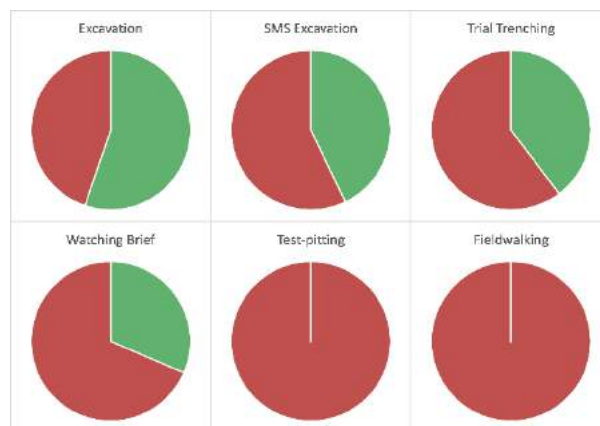 Excavation
SMS Excavation
Trial Trenching
Watching Brief
Test-pitting
Fieldwalking